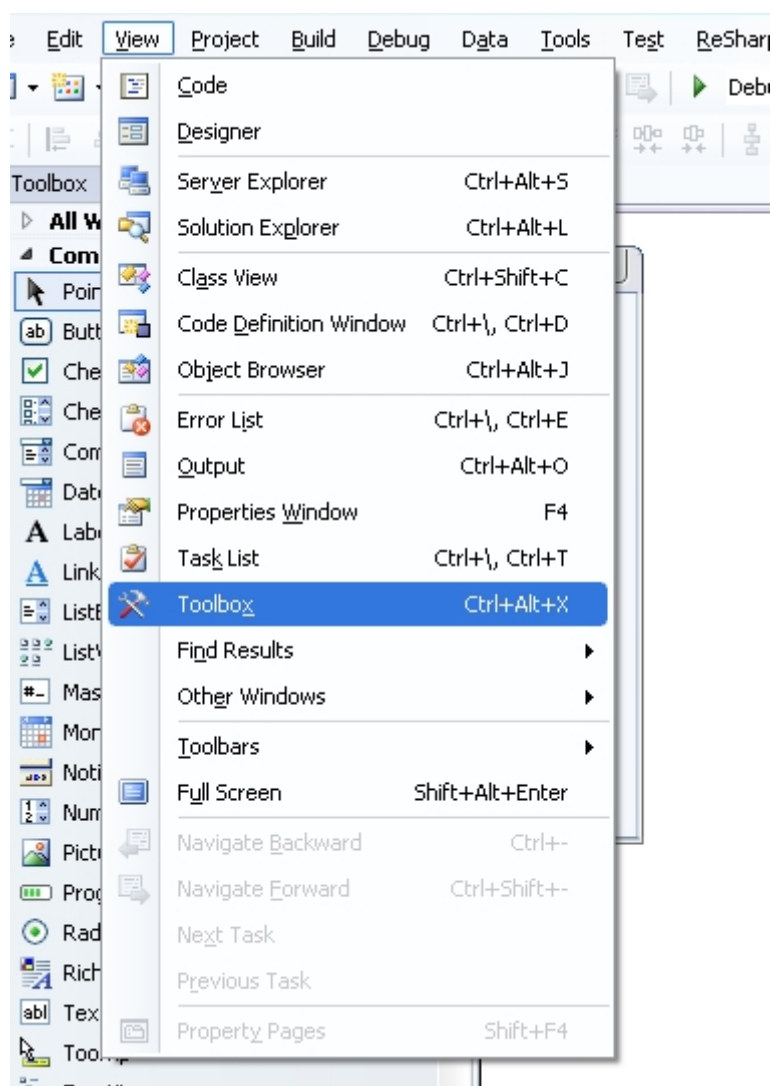 Edit View Project Build Debug Data Tools Test
Toolbox
All
Code
Designer
Server Explorer Ctrl+Alt+S
Solution Explorer Ctrl+Alt+L
Class View Ctrl+Shift+C
Code Definition Window Ctrl+\, Ctrl+D
Object Browser Ctrl+Alt+J
Error List Ctrl+\, Ctrl+E
Output Ctrl+Alt+O
Properties Window F4
Task List Ctrl+\, Ctrl+T
Toolbox Ctrl+Alt+X
Find Results
Other Windows
Toolbars
Full Screen Shift+Alt+Enter
Navigate Backward Ctrl+-
Navigate Forward Ctrl+Shift+-
Next Task
Previous Task
Property Pages Shift+F4